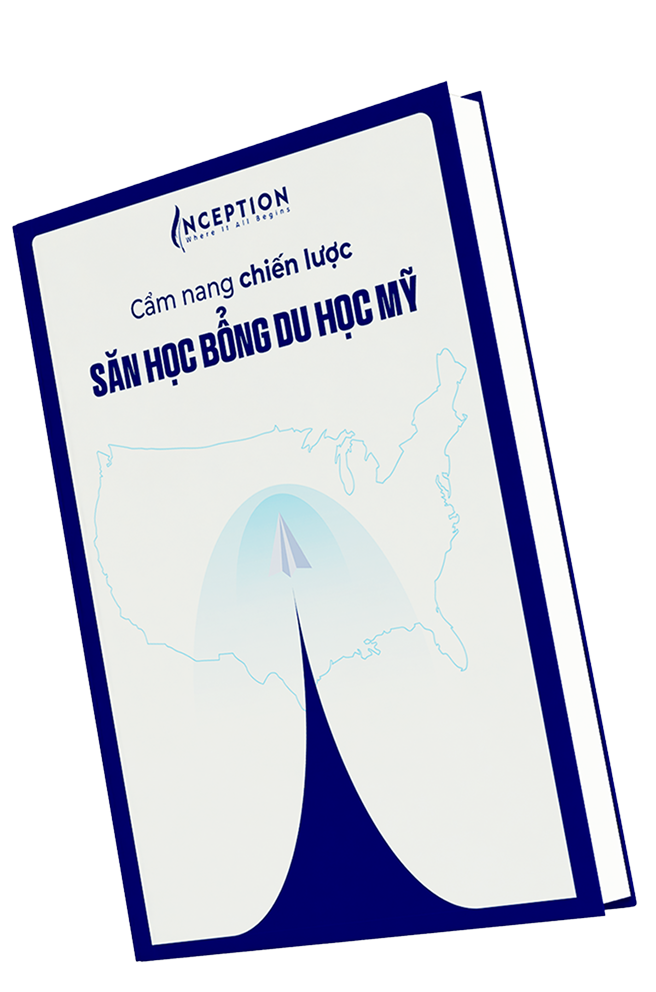 INCEPTION
Where It All Begins
Cẩm nang chiến lược
SĂN HỌC BỔNG DU HỌC MỸ